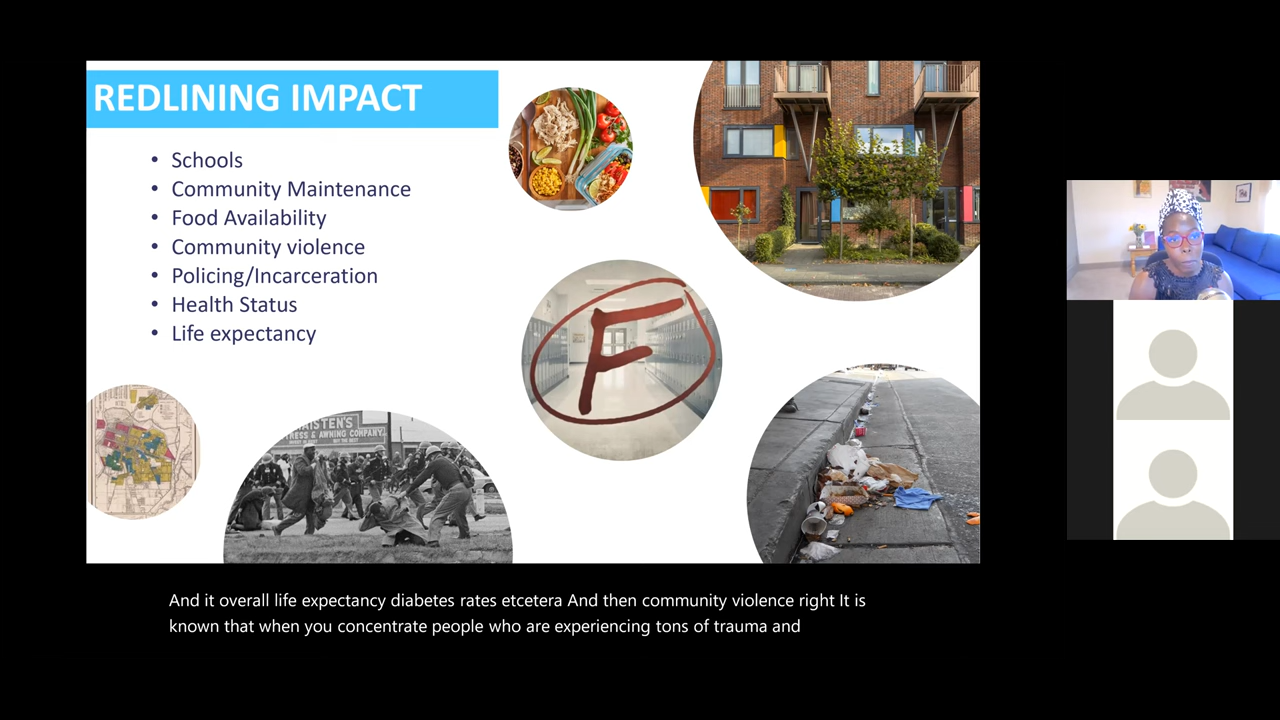 REDLINING IMPACT
• Schools
• Community Maintenance
• Food Availability
• Community violence
• Policing/Incarceration
• Health Status
• Life expectancy
F
And it overall life expectancy diabetes rates etcetera And then community violence right It is
known that when you concentrate people who are experiencing tons of trauma and